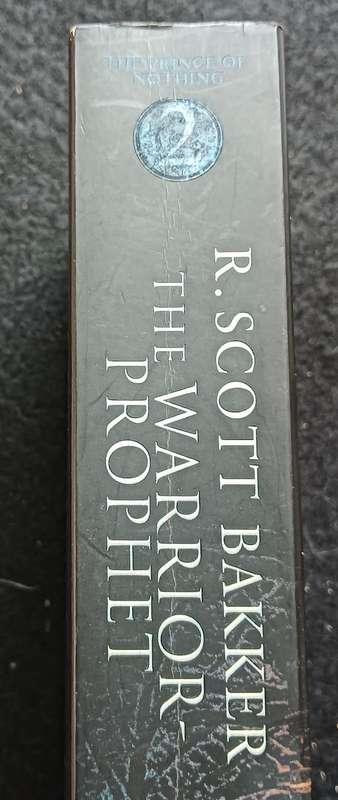 THE PRINCE OF
NOTHING
2
R. SCOTT BAKKER
THE WARRIOR-
PROPHET